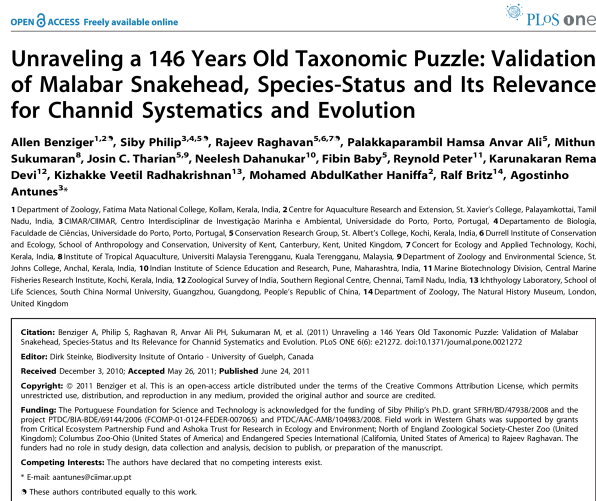 OPEN ACCESS Freely available online
PLoS one
Unraveling a 146 Years Old Taxonomic Puzzle: Validation
of Malabar Snakehead, Species-Status and Its Relevance
for Channid Systematics and Evolution
Allen Benziger1,2❩, Siby Philip3,4,5❩, Rajeev Raghavan5,6,7❩, Palakkaparambil Hamsa Anvar Ali5, Mithun
Sukumaran8, Josin C. Tharian5,9, Neelesh Dahanukar10, Fibin Baby5, Reynold Peter11, Karunakaran Rema
Devi12, Kizhakke Veetil Radhakrishnan13, Mohamed AbdulKather Haniffa2, Ralf Britz14, Agostinho
Antunes3*
1 Department of Zoology, Fatima Mata National College, Kollam, Kerala, India, 2 Centre for Aquaculture Research and Extension, St. Xavier's College, Palayamkottai, Tamil
Nadu, India, 3 CIMAR/CIIMAR, Centro Interdisciplinar de Investigação Marinha e Ambiental, Universidade do Porto, Porto, Portugal, 4 Departamento de Biologia,
Faculdade de Ciências, Universidade do Porto, Porto, Portugal, 5 Conservation Research Group, St. Albert's College, Kochi, Kerala, India, 6 Durrell Institute of Conservation
and Ecology, School of Anthropology and Conservation, University of Kent, Canterbury, Kent, United Kingdom, 7 Concert for Ecology and Applied Technology, Kochi,
Kerala, India, 8 Institute of Tropical Aquaculture, Universiti Malaysia Terengganu, Kuala Terengganu, Malaysia, 9 Department of Zoology and Environmental Science, St.
Johns College, Anchal, Kerala, India, 10 Indian Institute of Science Education and Research, Pune, Maharashtra, India, 11 Marine Biotechnology Division, Central Marine
Fisheries Research Institute, Kochi, Kerala, India, 12 Zoological Survey of India, Southern Regional Centre, Chennai, Tamil Nadu, India, 13 Ichthyology Laboratory, School of
Life Sciences, South China Normal University, Guangzhou, Guangdong, People's Republic of China, 14 Department of Zoology, The Natural History Museum, London,
United Kingdom
Citation: Benziger A, Philip S, Raghavan R, Anvar Ali PH, Sukumaran M, et al. (2011) Unraveling a 146 Years Old Taxonomic Puzzle: Validation of Malabar
Snakehead, Species-Status and Its Relevance for Channid Systematics and Evolution. PLoS ONE 6(6): e21272. doi:10.1371/journal.pone.0021272
Editor: Dirk Steinke, Biodiversity Insitute of Ontario - University of Guelph, Canada
Received December 3, 2010; Accepted May 26, 2011; Published June 24, 2011
Copyright: © 2011 Benziger et al. This is an open-access article distributed under the terms of the Creative Commons Attribution License, which permits
unrestricted use, distribution, and reproduction in any medium, provided the original author and source are credited.
Funding: The Portuguese Foundation for Science and Technology is acknowledged for the funding of Siby Philip's Ph.D. grant SFRH/BD/47938/2008 and the
project PTDC/BIA-BDE/69144/2006 (FCOMP-01-0124-FEDER-007065) and PTDC/AAC-AMB/104983/2008. Field work in Western Ghats was supported by grants
from Critical Ecosystem Partnership Fund and Ashoka Trust for Research in Ecology and Environment; North of England Zoological Society-Chester Zoo (United
Kingdom); Columbus Zoo-Ohio (United States of America) and Endangered Species International (California, United States of America) to Rajeev Raghavan. The
funders had no role in study design, data collection and analysis, decision to publish, or preparation of the manuscript.
Competing Interests: The authors have declared that no competing interests exist.
* E-mail: aantunes@ciimar.up.pt
❩ These authors contributed equally to this work.